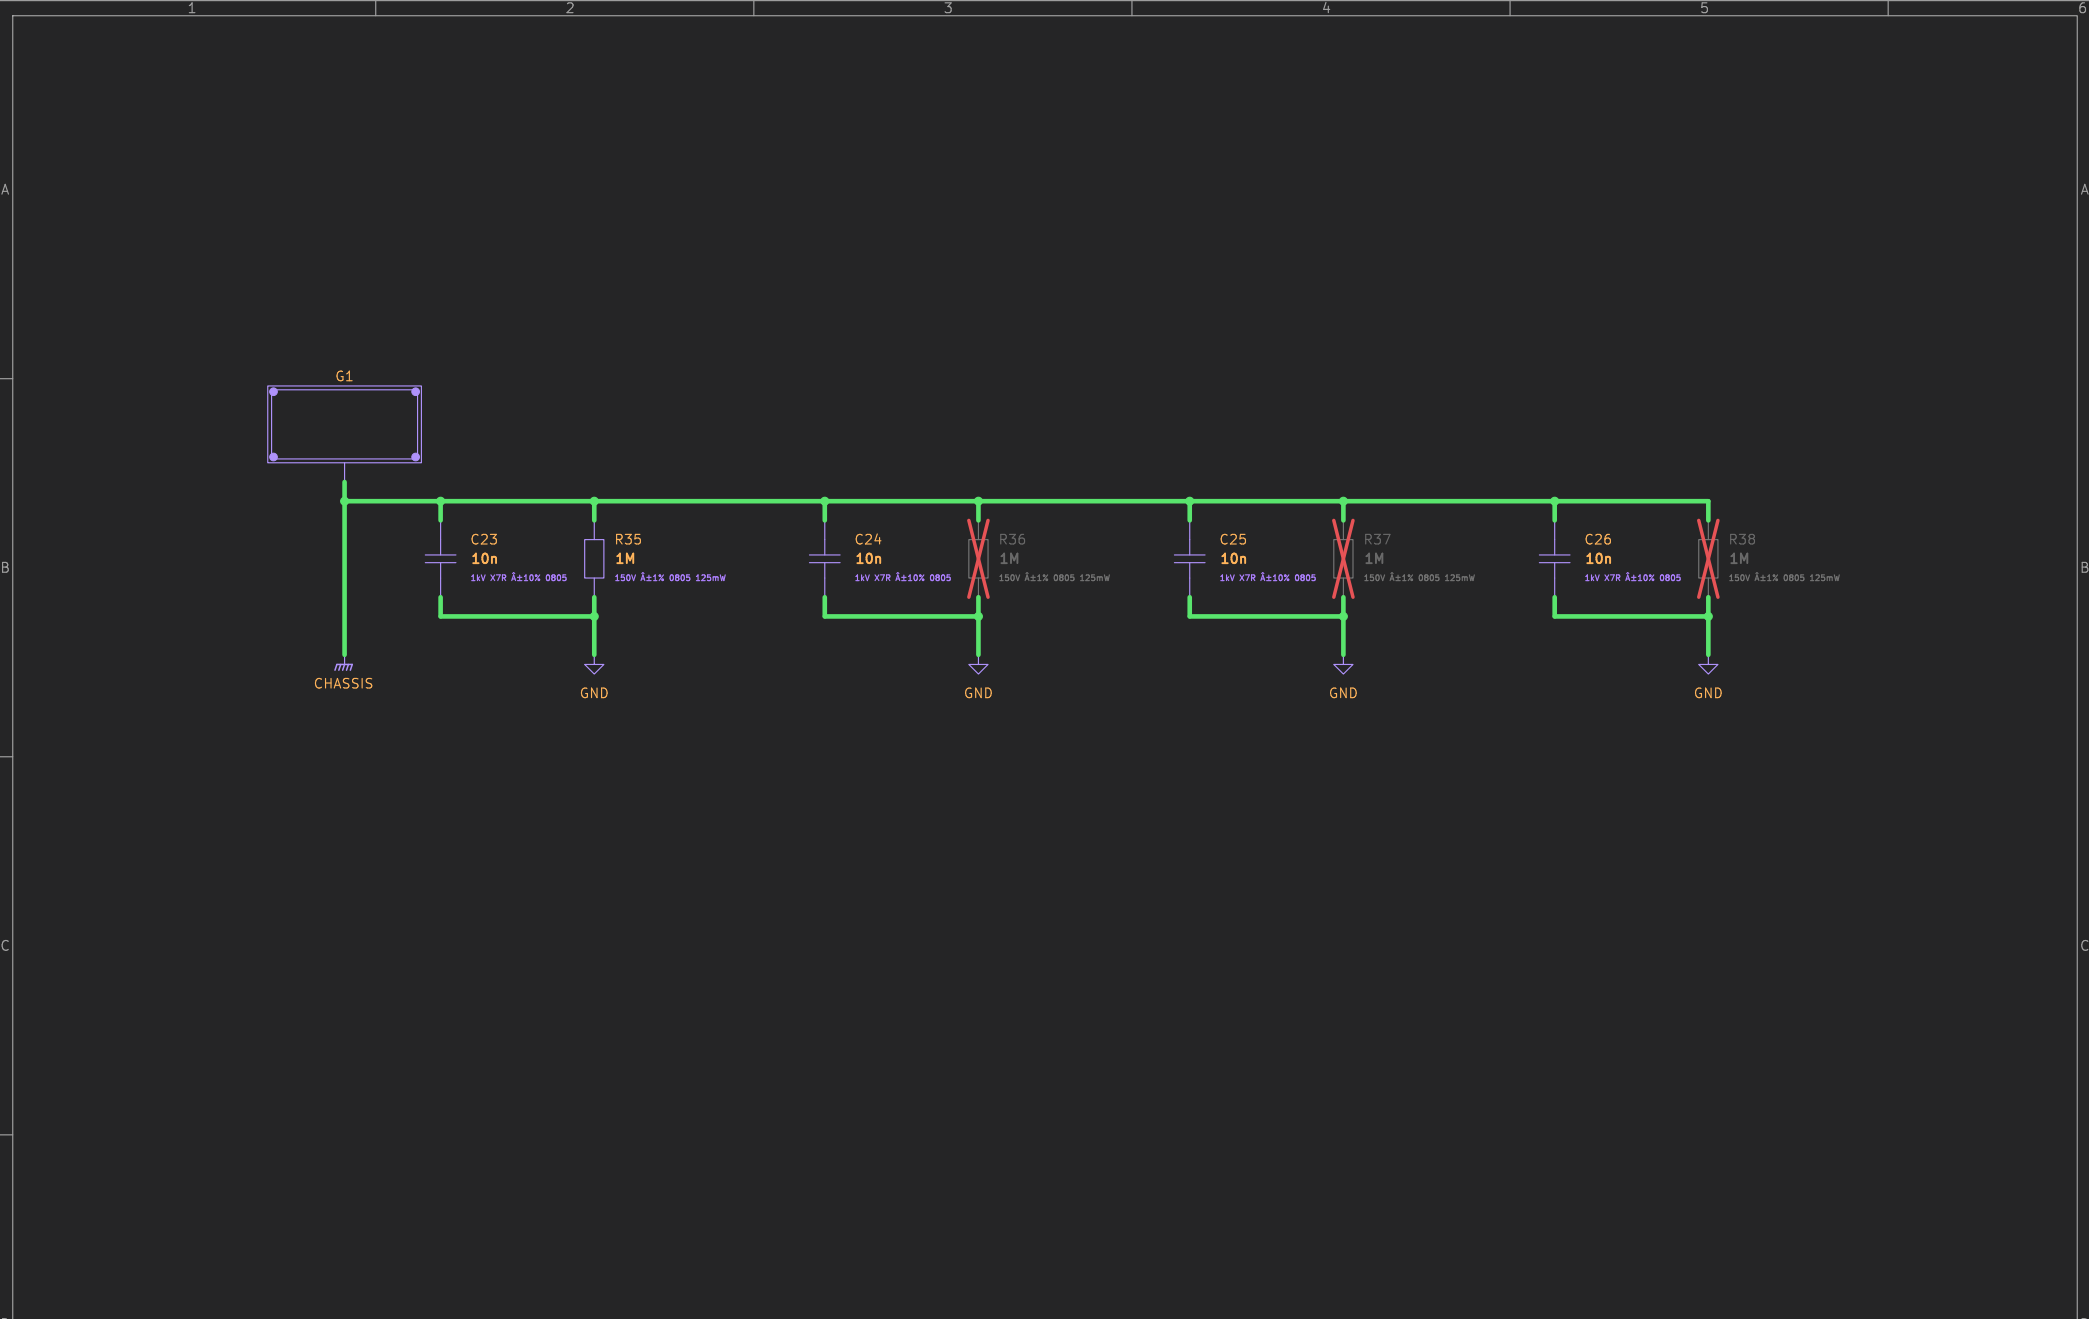 1 2 3 4 5 6
A A
G1
C23
10n
1kV X7R Â±10% 0805
R35
1M
150V Â±1% 0805 125mW
C24
10n
1kV X7R Â±10% 0805
R36
1M
150V Â±1% 0805 125mW
C25
10n
1kV X7R Â±10% 0805
R37
1M
150V Â±1% 0805 125mW
C26
10n
1kV X7R Â±10% 0805
R38
1M
150V Â±1% 0805 125mW
B B
CHASSIS
GND
GND
GND
GND
C C